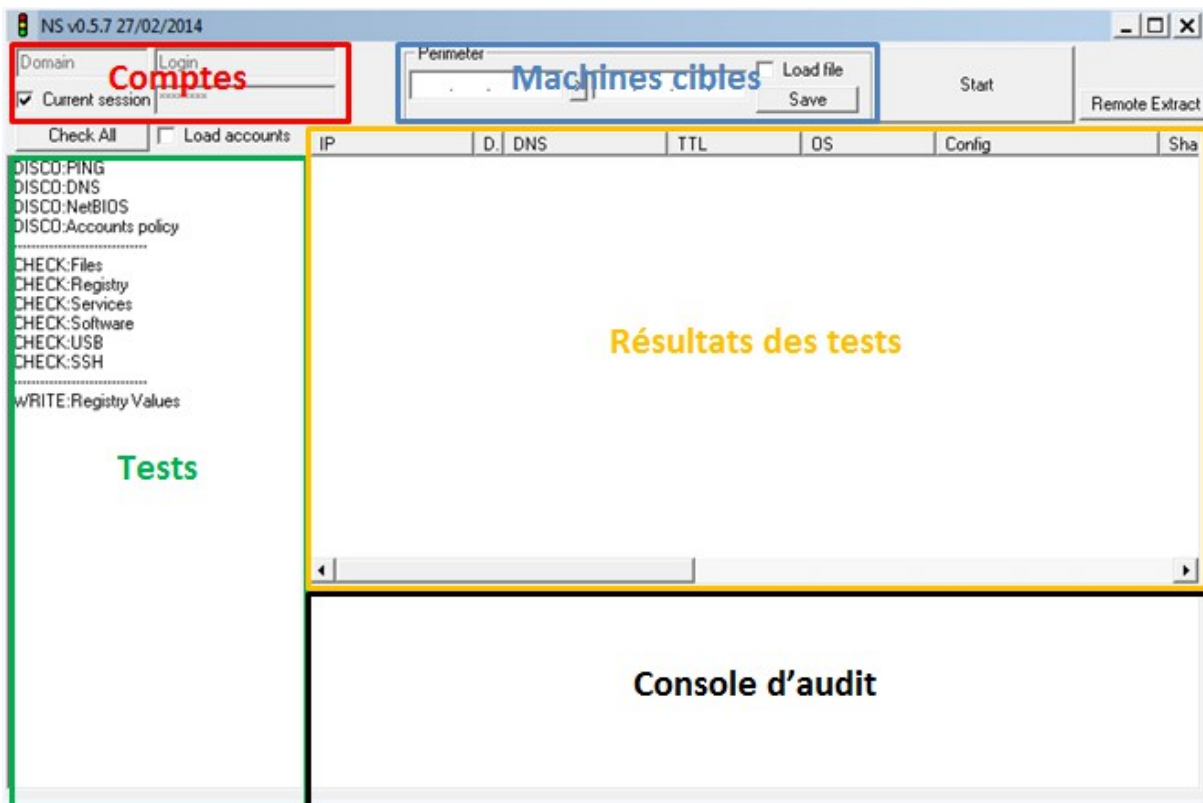 NS v0.5.7 27/02/2014
Domain Login
Comptes
Current session ********
Perimeter
Machines cibles
Load file
Save
Start
Remote Extract
Check All Load accounts
IP D. DNS TTL OS Config Sha
DISCO:PING
DISCO:DNS
DISCO:NetBIOS
DISCO:Accounts policy
CHECK:Files
CHECK:Registry
CHECK:Services
CHECK:Software
CHECK:USB
CHECK:SSH
WRITE:Registry Values
Tests
Résultats des tests
Console d’audit